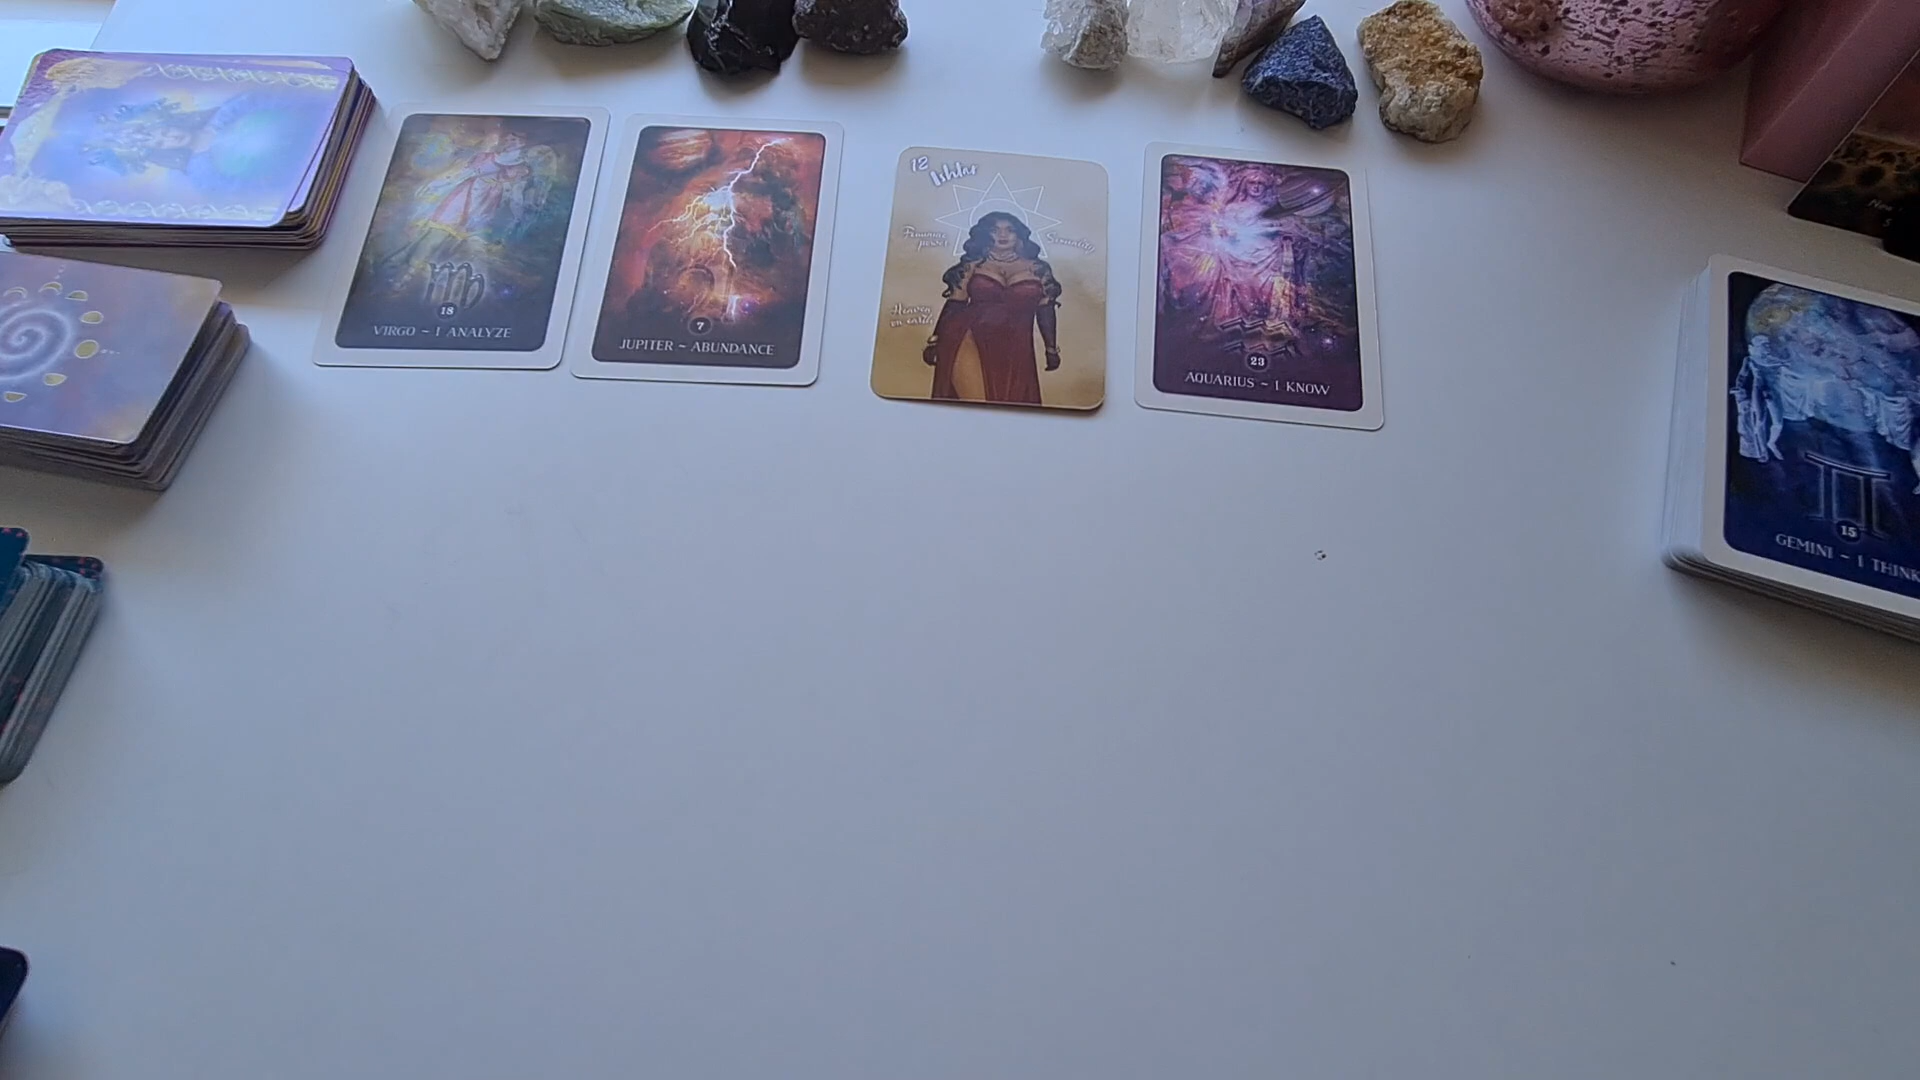 18
VIRGO ~ I ANALYZE
7
JUPITER ~ ABUNDANCE
12
Ishtar
Feminine
power
Sexuality
Heaven
on earth
23
AQUARIUS ~ I KNOW
15
GEMINI ~ I THINK